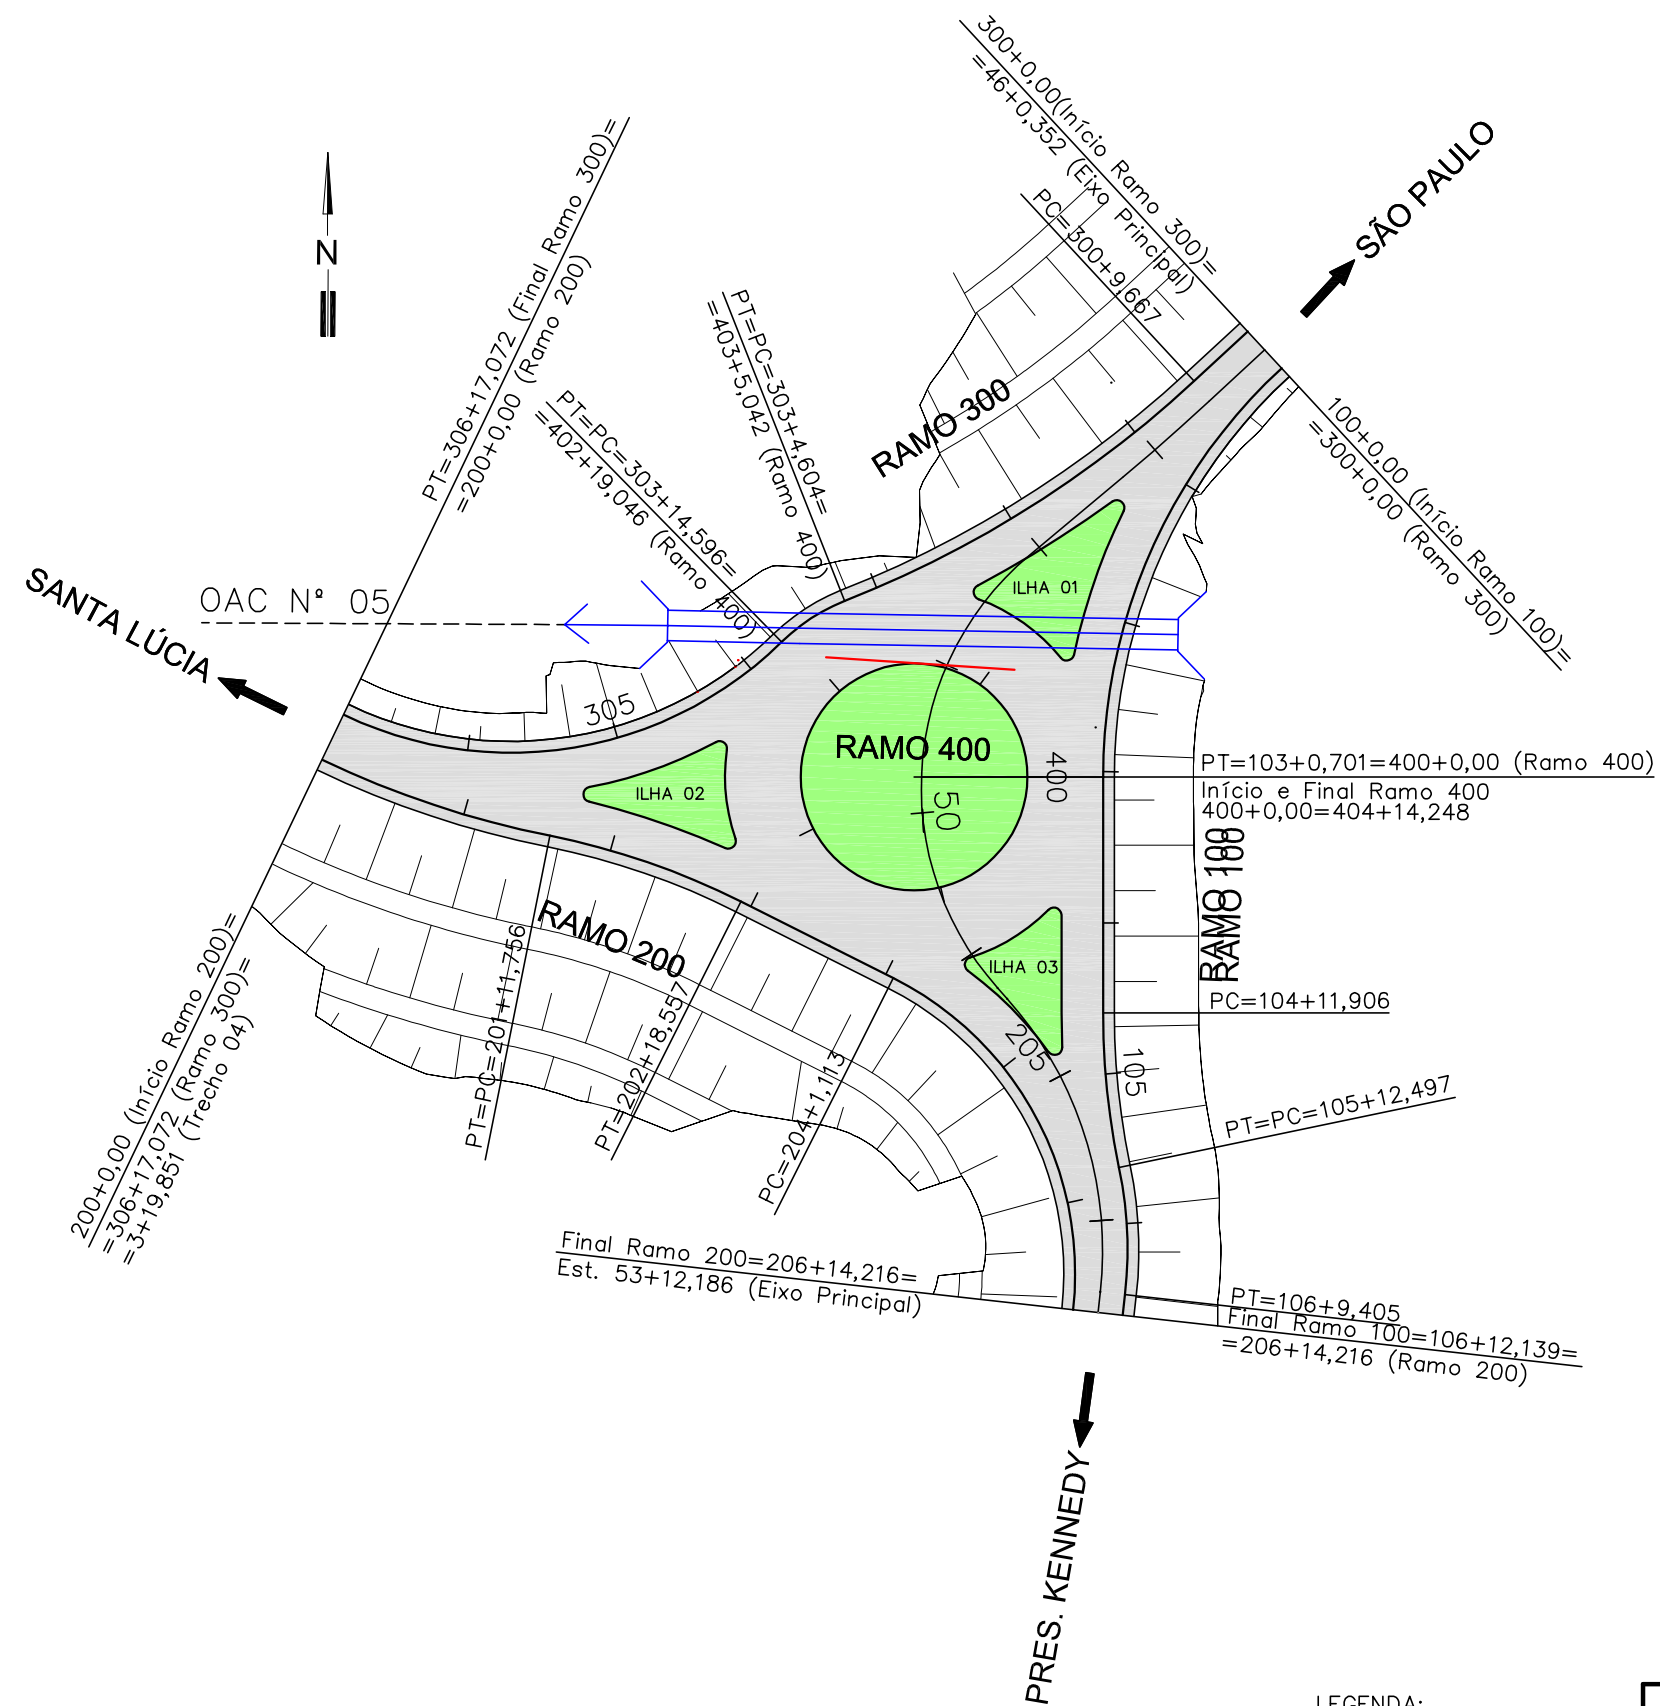 300+0,00(Início Ramo 300)=
=46+0,352 (Eixo Principal)
PC=300+9,667
SÃO PAULO
N
PT=306+17,072 (Final Ramo 300)=
=200+0,00 (Ramo 200)
PT=PC=303+4,604=
=403+5,042 (Ramo 400)
PT=PC=303+14,596=
=402+19,046 (Ramo 400)
RAMO 300
100+0,00 (Início Ramo 100)=
=300+0,00 (Ramo 300)
SANTA LÚCIA
OAC Nº 05
ILHA 01
305
RAMO 400
400
50
ILHA 02
PT=103+0,701=400+0,00 (Ramo 400)
Início e Final Ramo 400
400+0,00=404+14,248
RAMO 100
RAMO 100
RAMO 200
ILHA 03
PC=104+11,906
205
105
PT=PC=105+12,497
200+0,00 (Início Ramo 200)=
=306+17,072 (Ramo 300)=
=3+19,851 (Trecho 04)
PT=PC=201+11,756
PT=202+18,557
PC=204+1,113
Final Ramo 200=206+14,216=
Est. 53+12,186 (Eixo Principal)
PT=106+9,405
Final Ramo 100=106+12,139=
=206+14,216 (Ramo 200)
PRES. KENNEDY
LEGENDA: